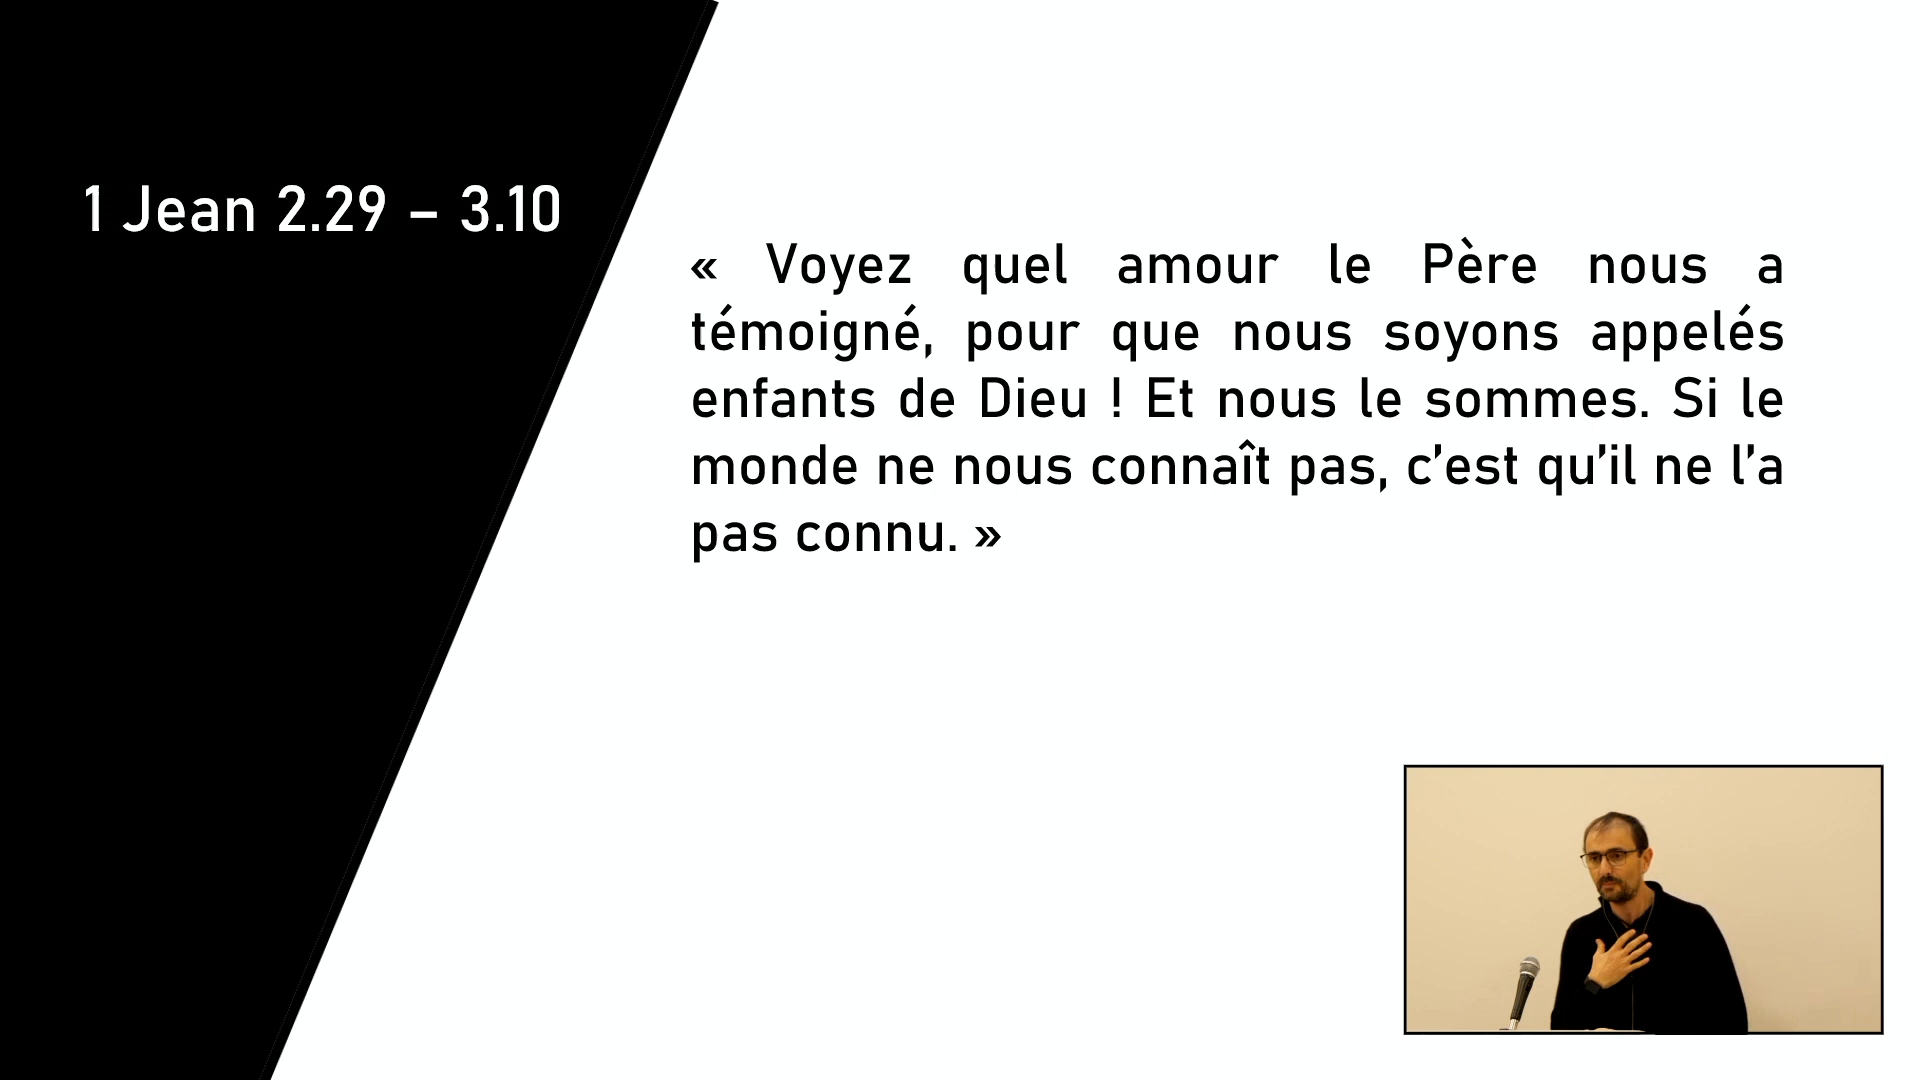 1 Jean 2.29 – 3.10
« Voyez quel amour le Père nous a
témoigné, pour que nous soyons appelés
enfants de Dieu ! Et nous le sommes. Si le
monde ne nous connaît pas, c’est qu’il ne l’a
pas connu. »